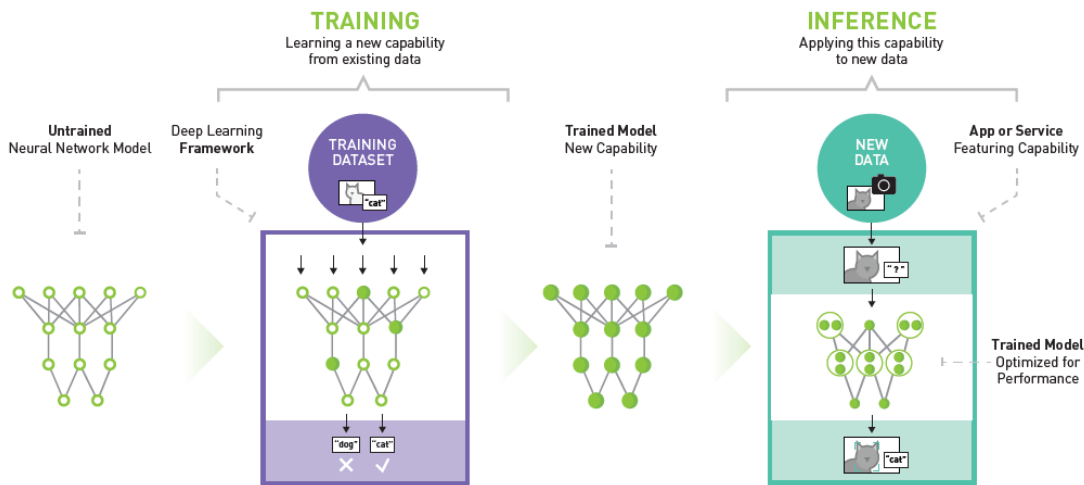 TRAINING
Learning a new capability
from existing data
INFERENCE
Applying this capability
to new data
Untrained
Neural Network Model
Deep Learning
Framework
TRAINING
DATASET
"cat"
Trained Model
New Capability
NEW
DATA
App or Service
Featuring Capability
"?"
Trained Model
Optimized for
Performance
"dog"
"cat"
"cat"